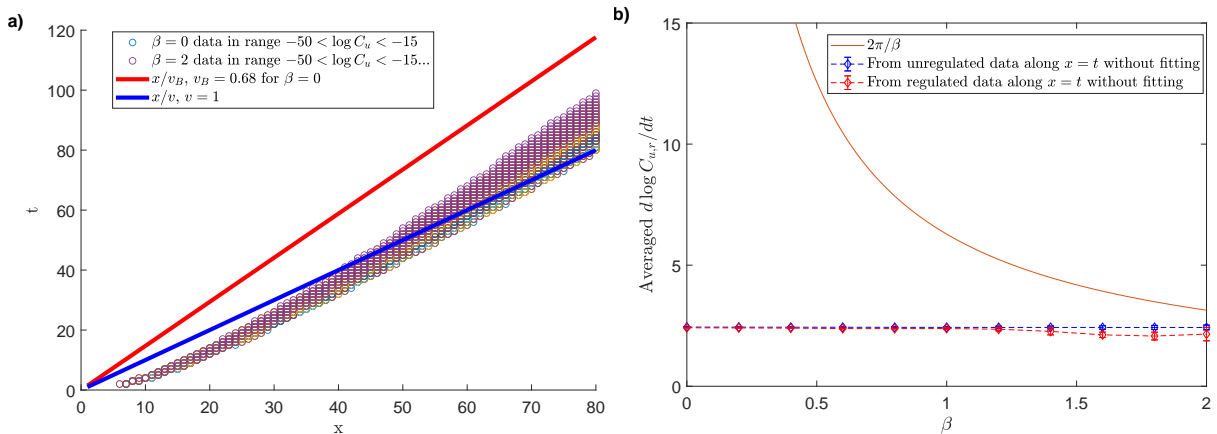 a)
β = 0 data in range −50 < log C_u < −15
β = 2 data in range −50 < log C_u < −15...
x/v_B, v_B = 0.68 for β = 0
x/v, v = 1
120
100
80
60
40
20
0
t
0 10 20 30 40 50 60 70 80
x
b)
2π/β
From unregulated data along x = t without fitting
From regulated data along x = t without fitting
15
10
5
0
Averaged d log C_{u,r}/dt
0 0.5 1 1.5 2
β